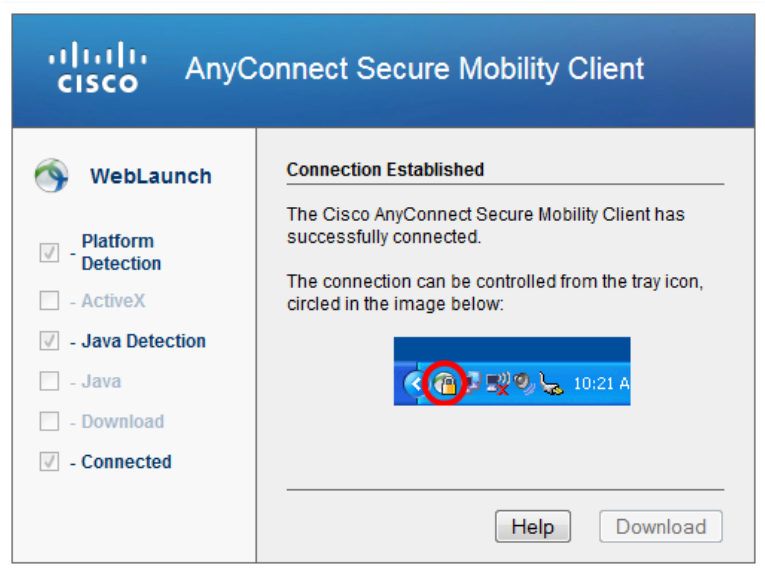 CISCO
AnyConnect Secure Mobility Client
WebLaunch
- Platform
Detection
- ActiveX
- Java Detection
- Java
- Download
- Connected
Connection Established
The Cisco AnyConnect Secure Mobility Client has
successfully connected.
The connection can be controlled from the tray icon,
circled in the image below:
10:21 A
Help
Download